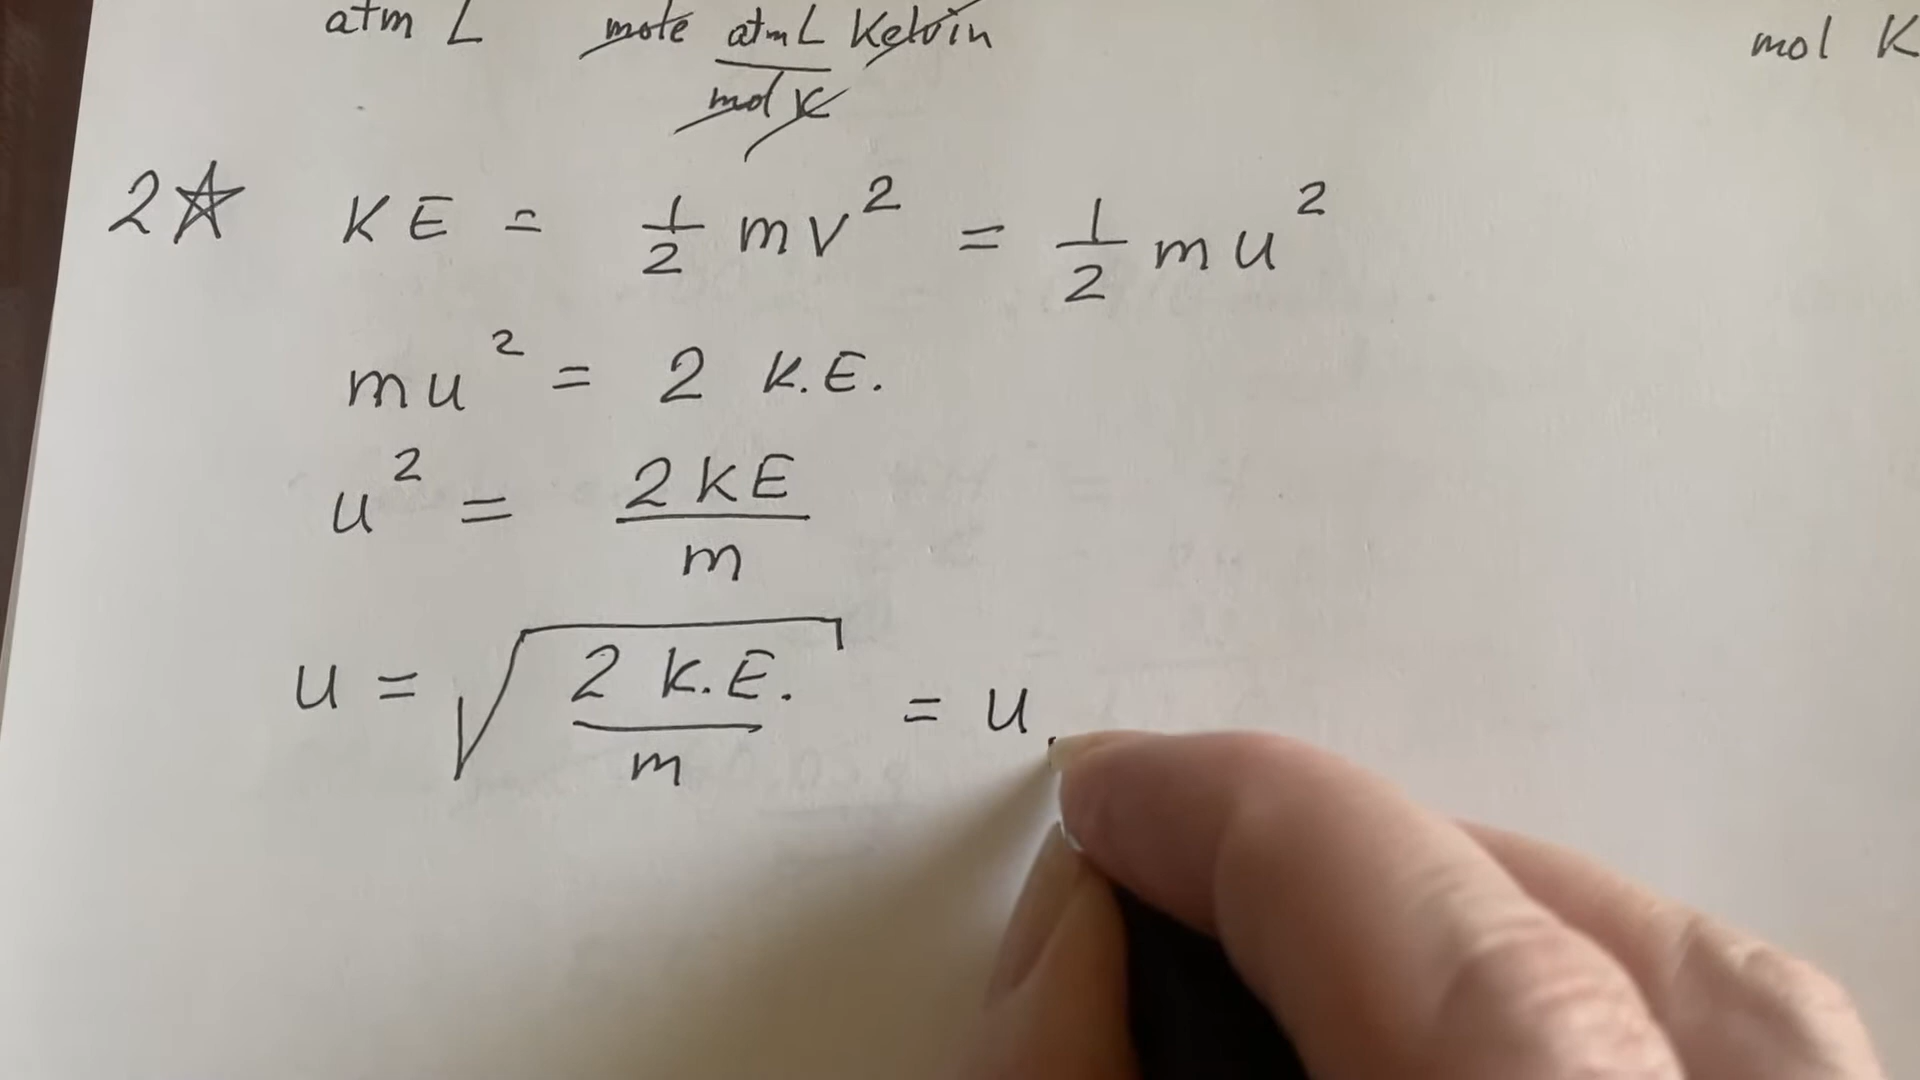 atm L mole atm L Kelvin mol K
mol K
2☆ KE = 1/2 mv² = 1/2 mu²
mu² = 2 K.E.
u² = 2KE/m
u = √(2 K.E./m) = u